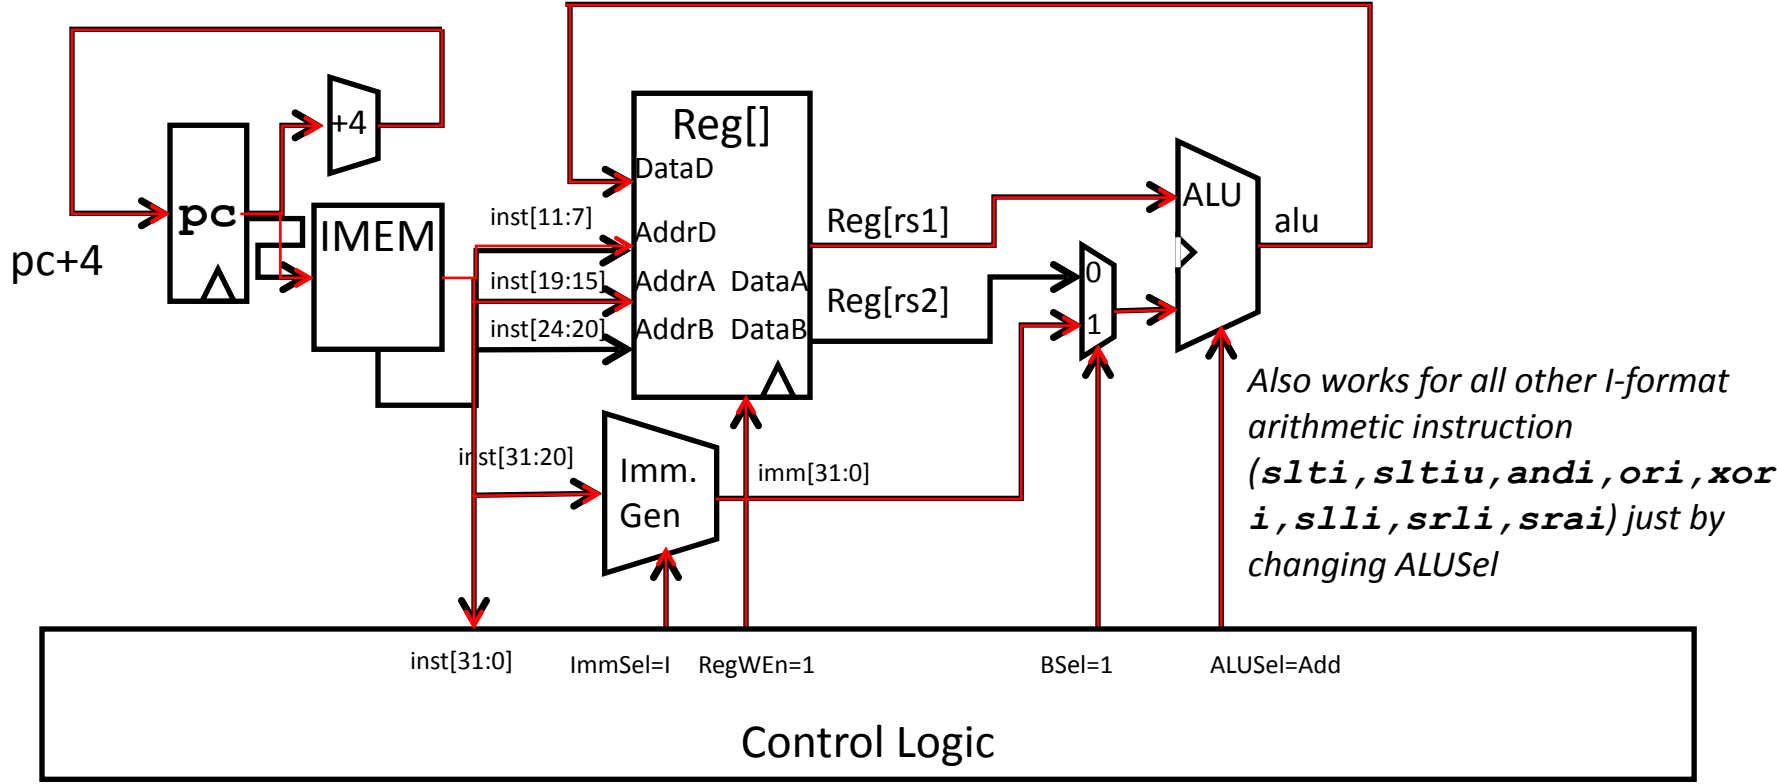 +4
Reg[]
DataD
pc
IMEM
inst[11:7]
AddrD
Reg[rs1]
ALU
alu
pc+4
inst[19:15]
AddrA DataA
0
Reg[rs2]
inst[24:20]
AddrB DataB
1
Also works for all other I-format
arithmetic instruction
(slti,sltiu,andi,ori,xor
i,slli,srli,srai) just by
changing ALUSel
inst[31:20]
Imm.
Gen
imm[31:0]
inst[31:0]
ImmSel=I
RegWEn=1
BSel=1
ALUSel=Add
Control Logic